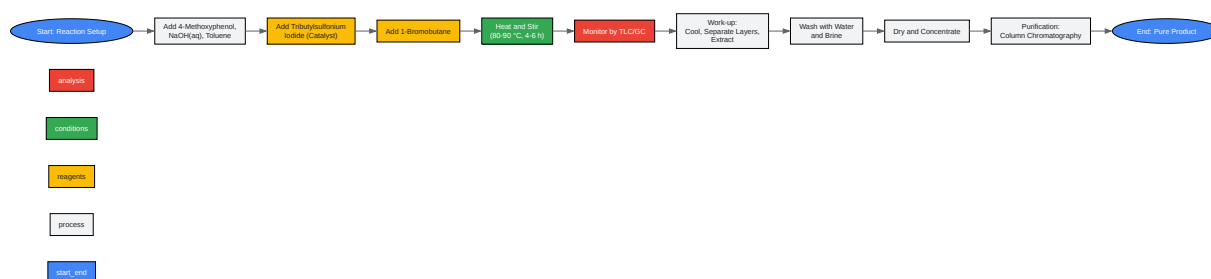 Start: Reaction Setup
Add 4-Methoxyphenol,
NaOH(aq), Toluene
Add Tributylsulfonium
Iodide (Catalyst)
Add 1-Bromobutane
Heat and Stir
(80-90 °C, 4-6 h)
Monitor by TLC/GC
Work-up:
Cool, Separate Layers,
Extract
Wash with Water
and Brine
Dry and Concentrate
Purification:
Column Chromatography
End: Pure Product
analysis
conditions
reagents
process
start_end